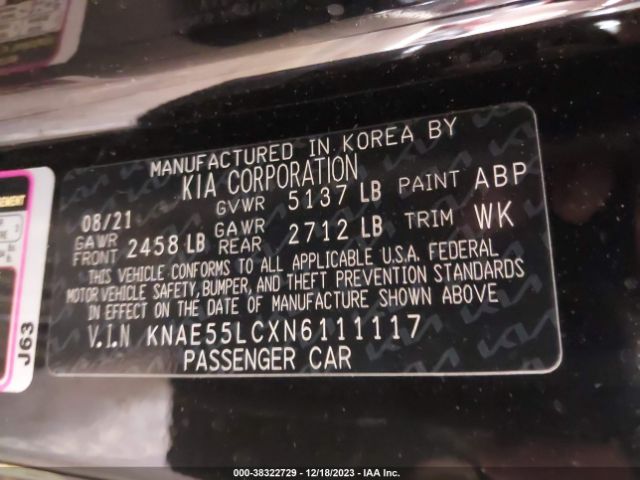 MANUFACTURED IN KOREA BY
KIA CORPORATION
08/21 GVWR 5137 LB PAINT ABP
GAWR FRONT 2458 LB GAWR REAR 2712 LB TRIM WK
THIS VEHICLE CONFORMS TO ALL APPLICABLE U.S.A. FEDERAL
MOTOR VEHICLE SAFETY, BUMPER, AND THEFT PREVENTION STANDARDS
IN EFFECT ON THE DATE OF MANUFACTURE SHOWN ABOVE
V.I.N KNAE55LCXN6111117
PASSENGER CAR
J63
000-38322729 - 12/18/2023 - IAA Inc.